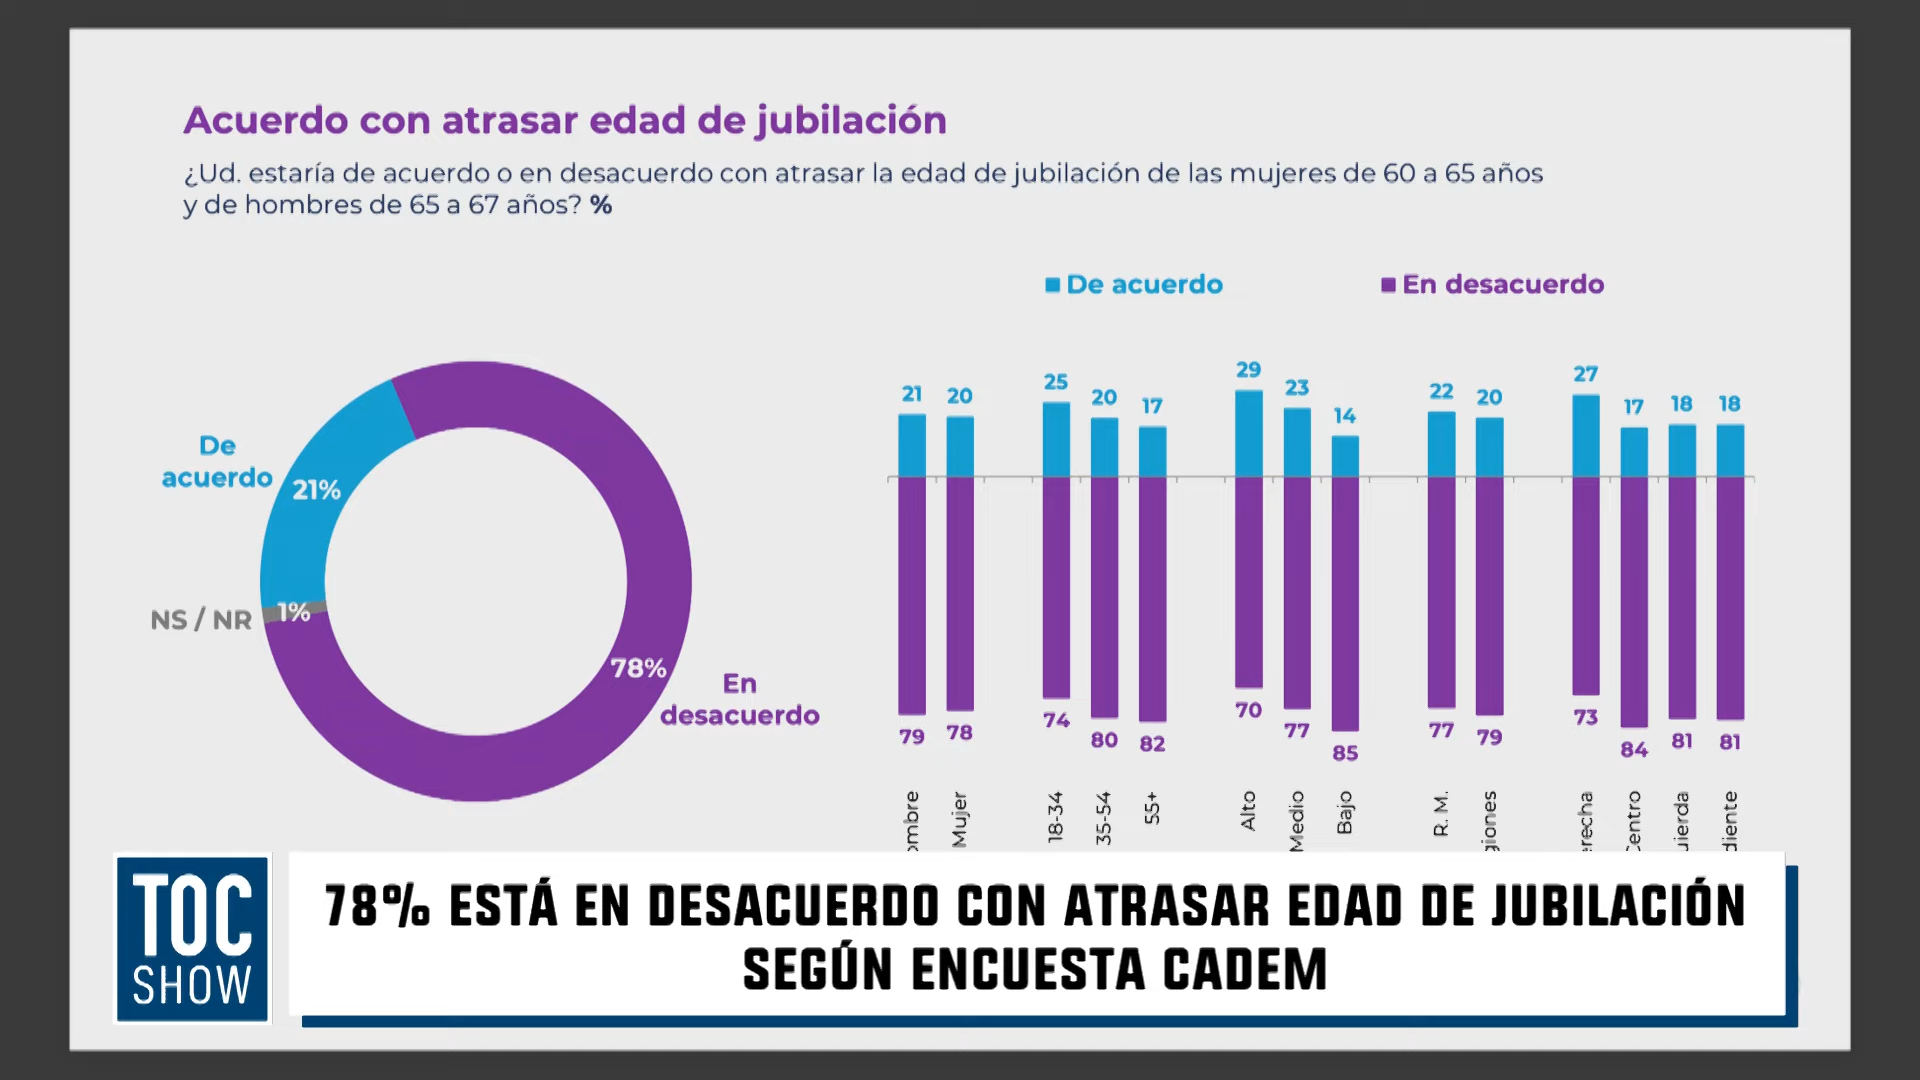 Acuerdo con atrasar edad de jubilación
¿Ud. estaría de acuerdo o en desacuerdo con atrasar la edad de jubilación de las mujeres de 60 a 65 años
y de hombres de 65 a 67 años? %
De acuerdo En desacuerdo
De
acuerdo
21%
NS / NR
1%
78%
En
desacuerdo
21 20 25 20 17 29 23 14 22 20 27 17 18 18
79 78 74 80 82 70 77 85 77 79 73 84 81 81
Mujer
18-34
35-54
55+
Alto
Medio
Bajo
R. M.
Centro
TOC
SHOW
78% ESTÁ EN DESACUERDO CON ATRASAR EDAD DE JUBILACIÓN
SEGÚN ENCUESTA CADEM